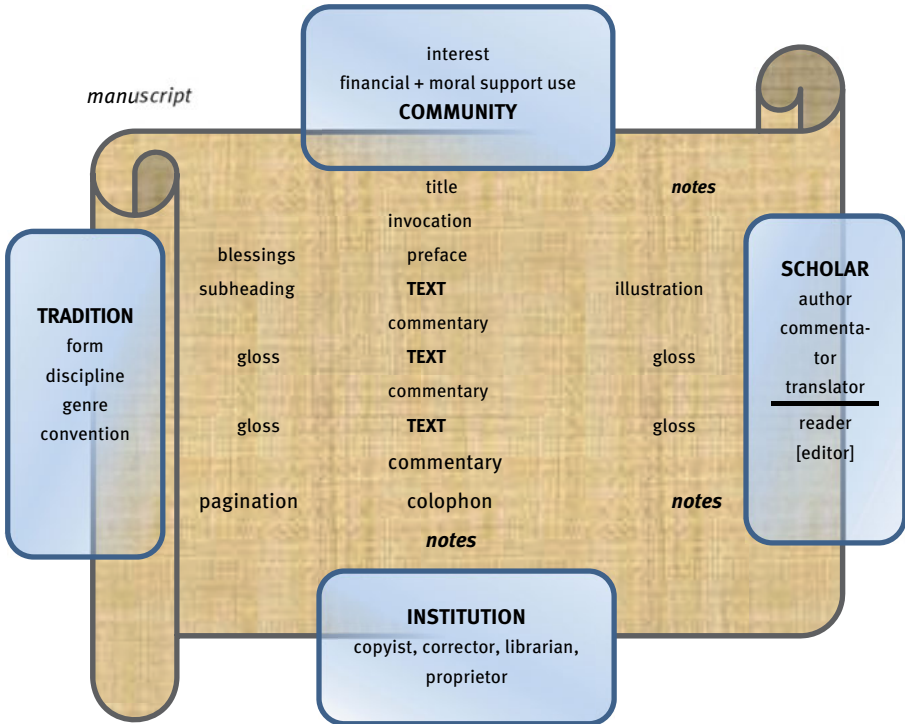 interest
financial + moral support use
COMMUNITY
manuscript
title notes
invocation
blessings preface
subheading TEXT illustration
commentary
gloss TEXT gloss
commentary
gloss TEXT gloss
commentary
pagination colophon notes
notes
TRADITION
form
discipline
genre
convention
SCHOLAR
author
commenta-
tor
translator
reader
[editor]
INSTITUTION
copyist, corrector, librarian,
proprietor